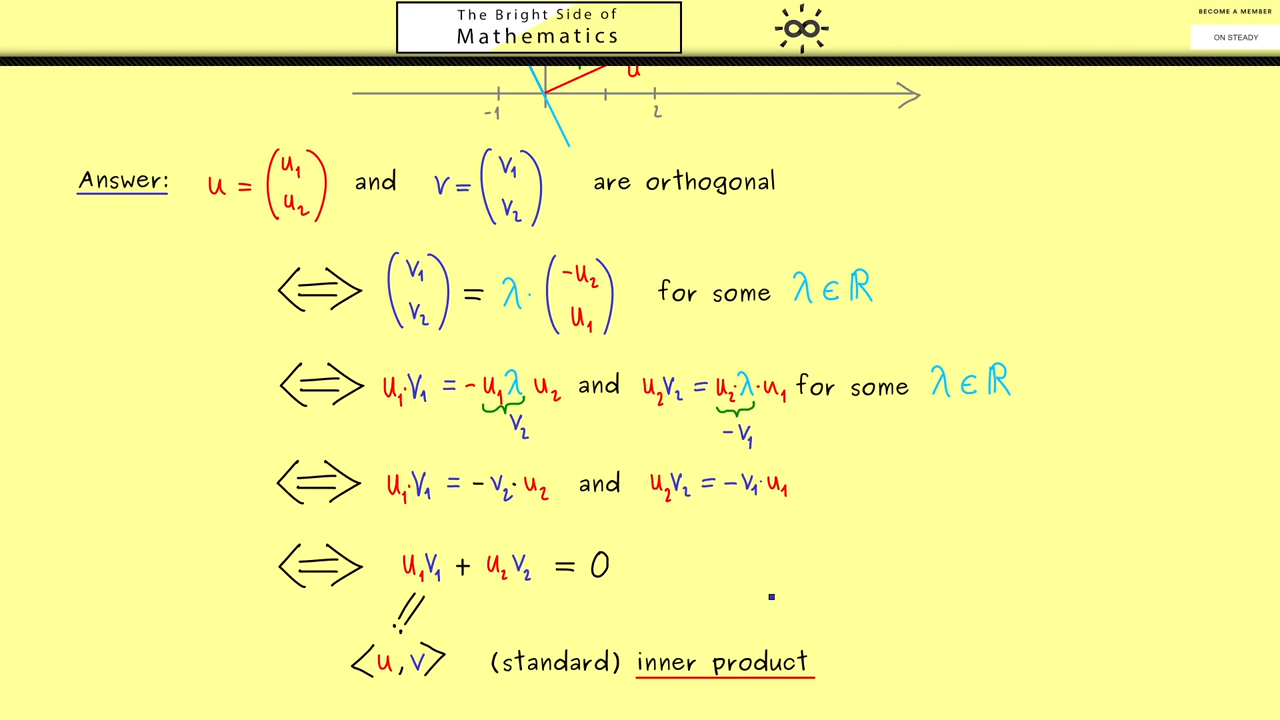 The Bright Side of
Mathematics
BECOME A MEMBER
ON STEADY
u
-1 2
Answer: u = (u₁ u₂) and v = (v₁ v₂) are orthogonal
⟺ (v₁ v₂) = λ · (-u₂ u₁) for some λ ∈ ℝ
⟺ u₁·v₁ = - u₁λ u₂ and u₂v₂ = u₂·λ·u₁ for some λ ∈ ℝ
v₂ -v₁
⟺ u₁·v₁ = -v₂·u₂ and u₂v₂ = -v₁·u₁
⟺ u₁v₁ + u₂v₂ = 0
<u, v> (standard) inner product